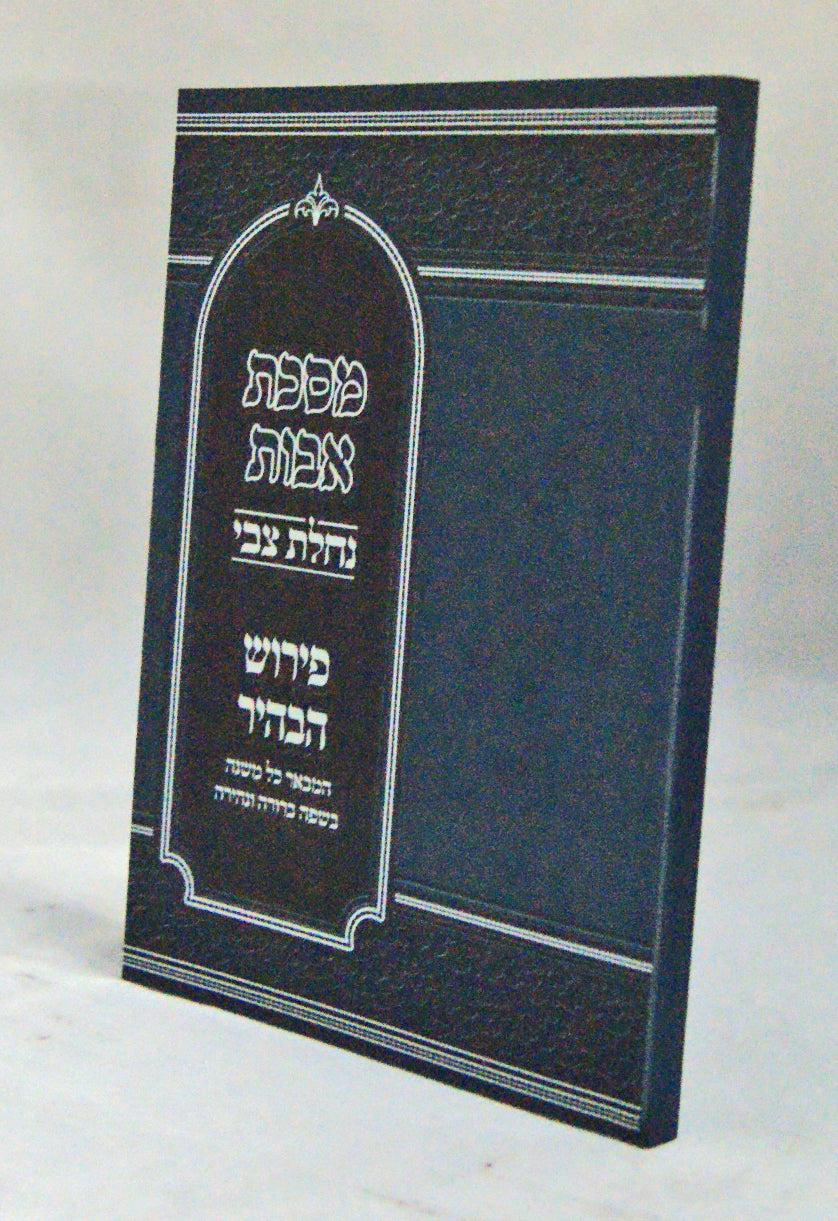 מסכת
אבות
נחלת צבי
פירוש
הבהיר
המבאר כל משנה
בשפה ברורה ונהירה